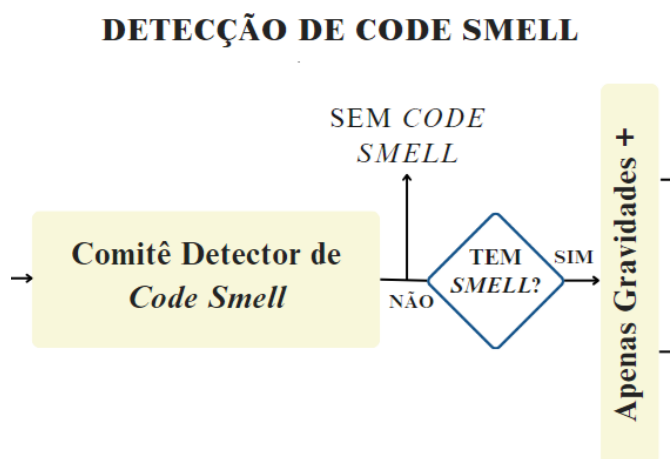 DETECÇÃO DE CODE SMELL
SEM CODE
SMELL
Comitê Detector de
Code Smell
NÃO
TEM
SMELL?
SIM
Apenas Gravidades +